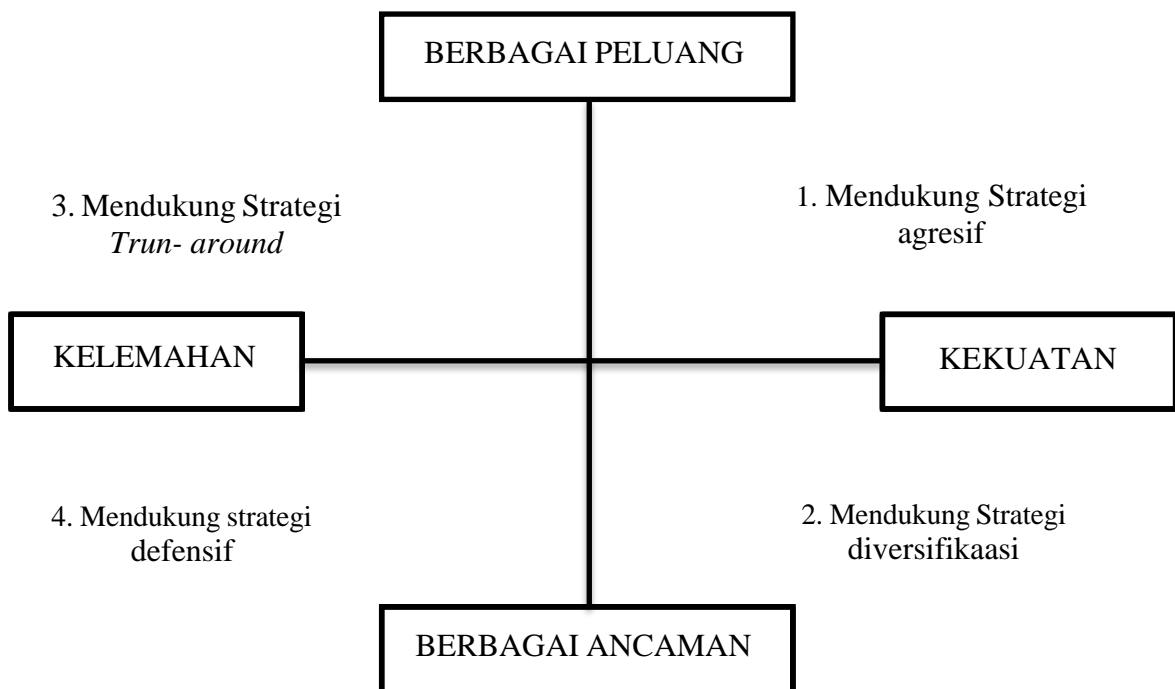 BERBAGAI PELUANG
3. Mendukung Strategi
Trun- around
1. Mendukung Strategi
agresif
KELEMAHAN
KEKUATAN
4. Mendukung strategi
defensif
2. Mendukung Strategi
diversifikaasi
BERBAGAI ANCAMAN